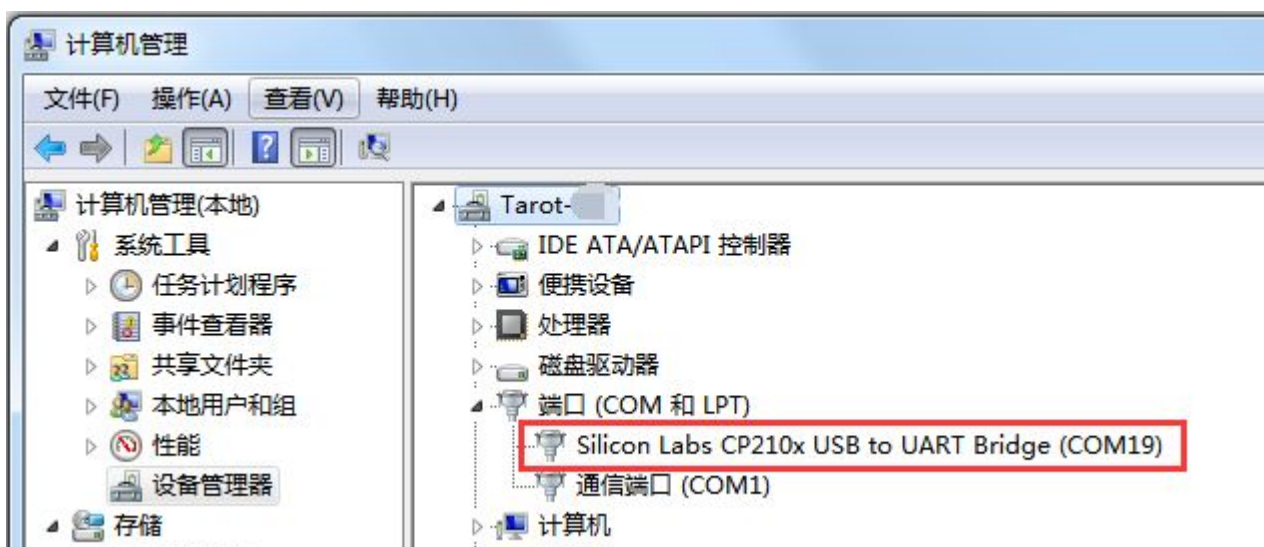 计算机管理
文件(F) 操作(A) 查看(V) 帮助(H)
计算机管理(本地)
系统工具
任务计划程序
事件查看器
共享文件夹
本地用户和组
性能
设备管理器
存储
Tarot-
IDE ATA/ATAPI 控制器
便携设备
处理器
磁盘驱动器
端口 (COM 和 LPT)
Silicon Labs CP210x USB to UART Bridge (COM19)
通信端口 (COM1)
计算机